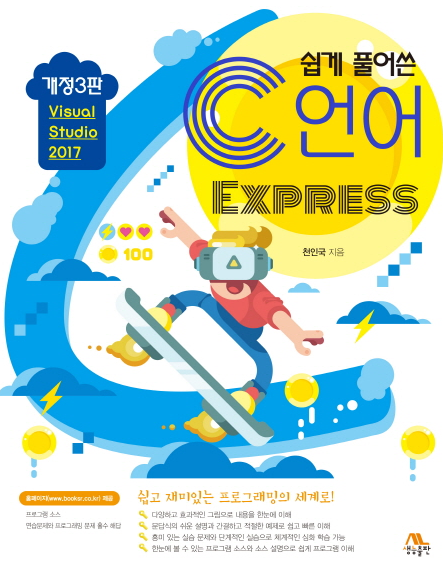 개정3판
Visual
Studio
2017
쉽게 풀어쓴
C언어
EXPRESS
천인국 지음
100
홈페이지(www.booksr.co.kr) 제공
프로그램 소스
연습문제와 프로그래밍 문제 홀수 해답
쉽고 재미있는 프로그래밍의 세계로!
다양하고 효과적인 그림으로 내용을 한눈에 이해
문답식의 쉬운 설명과 간결하고 적절한 예제로 쉽고 빠른 이해
흥미 있는 실습 문제와 단계적인 실습으로 체계적인 심화 학습 가능
한눈에 볼 수 있는 프로그램 소스와 소스 설명으로 쉽게 프로그램 이해
생능출판